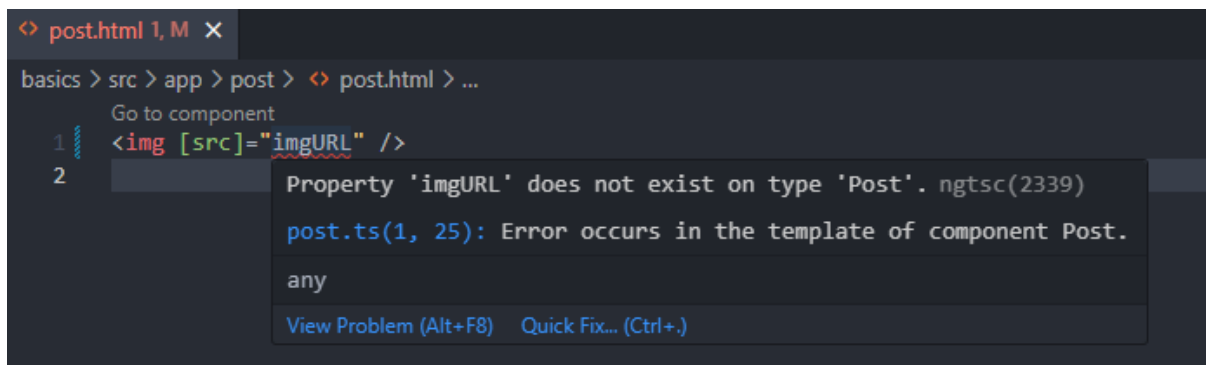 post.html 1, M
basics > src > app > post > post.html > ...
Go to component
1 <img [src]="imgURL" />
2
Property 'imgURL' does not exist on type 'Post'. ngtsc(2339)
post.ts(1, 25): Error occurs in the template of component Post.
any
View Problem (Alt+F8) Quick Fix... (Ctrl+.)